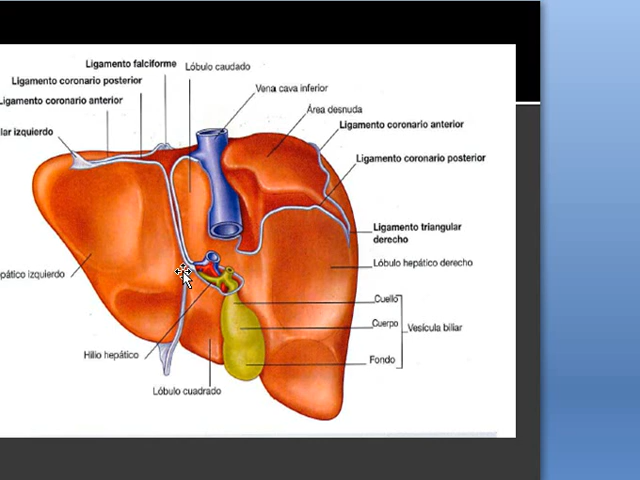 Ligamento falciforme
Lóbulo caudado
Ligamento coronario posterior
Vena cava inferior
Ligamento coronario anterior
Área desnuda
Ligamento coronario anterior
lar izquierdo
Ligamento coronario posterior
Ligamento triangular
derecho
Lóbulo hepático derecho
pático izquierdo
Cuello
Cuerpo
Vesícula biliar
Hilio hepático
Fondo
Lóbulo cuadrado